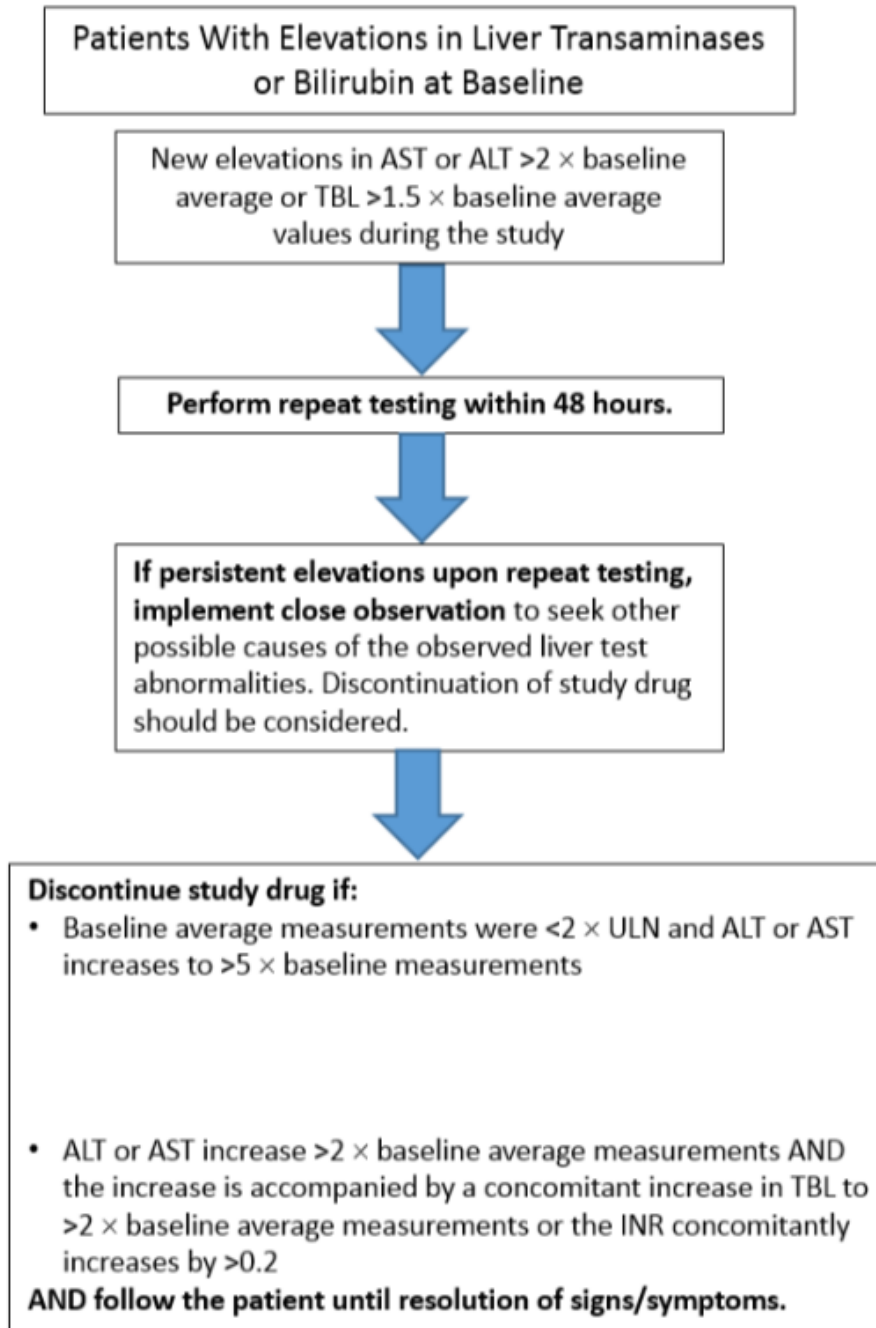 Patients With Elevations in Liver Transaminases
or Bilirubin at Baseline
New elevations in AST or ALT >2 × baseline
average or TBL >1.5 × baseline average
values during the study
Perform repeat testing within 48 hours.
If persistent elevations upon repeat testing,
implement close observation to seek other
possible causes of the observed liver test
abnormalities. Discontinuation of study drug
should be considered.
Discontinue study drug if:
• Baseline average measurements were <2 × ULN and ALT or AST
increases to >5 × baseline measurements
• ALT or AST increase >2 × baseline average measurements AND
the increase is accompanied by a concomitant increase in TBL to
>2 × baseline average measurements or the INR concomitantly
increases by >0.2
AND follow the patient until resolution of signs/symptoms.